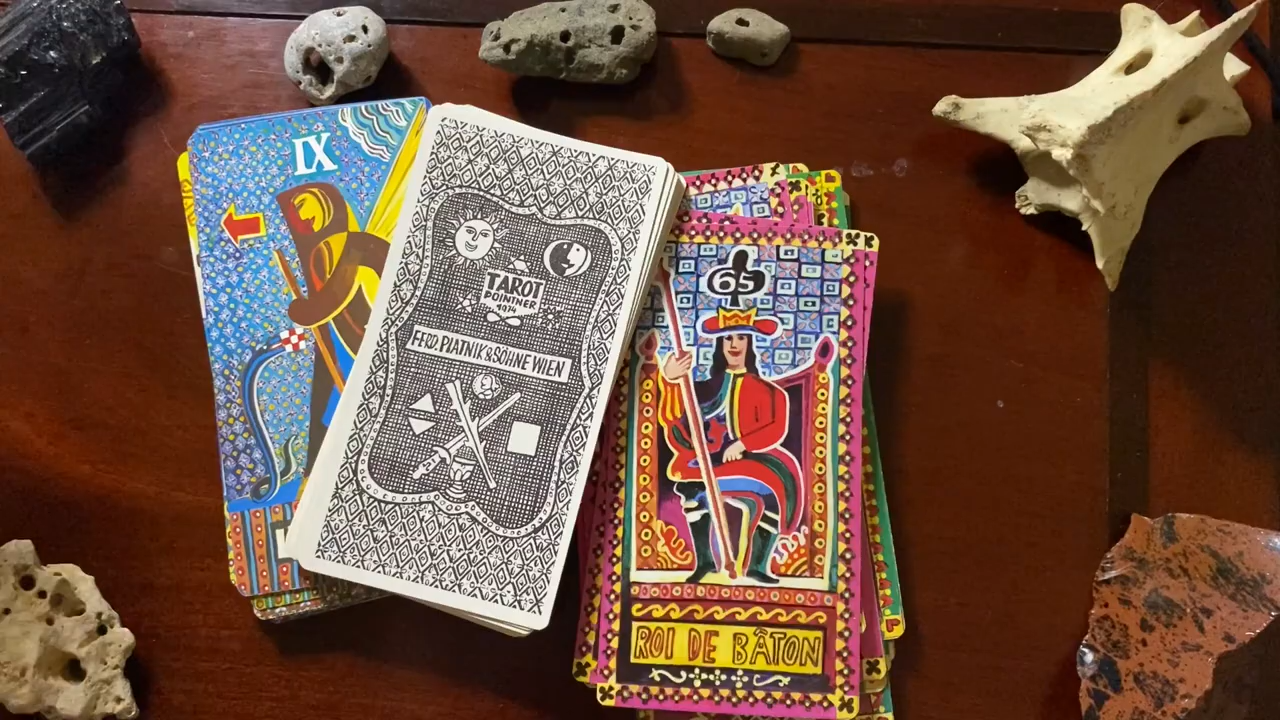 IX
TAROT
POINTNER
1974
FERD. PIATNIK & SÖHNE WIEN
65
ROI DE BÂTON